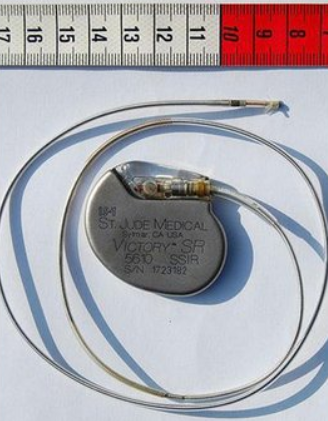 17 16 15 14 13 12 11 10 9 8
ST. JUDE MEDICAL
Sylmar, CA USA
VICTORY™ SR
5610 SSIR
S/N 1723182